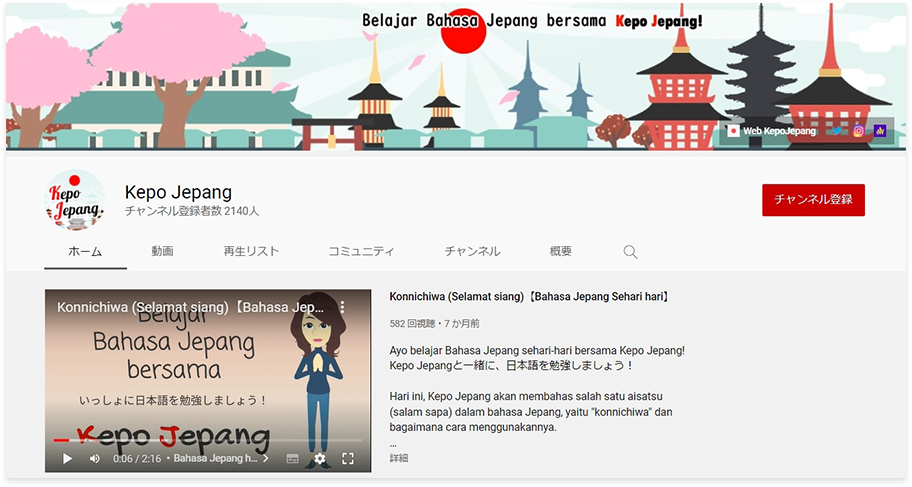 Belajar Bahasa Jepang bersama Kepo Jepang!
Web KepoJepang
Kepo
Jepang
Kepo Jepang
チャンネル登録者数 2140人
チャンネル登録
ホーム 動画 再生リスト コミュニティ チャンネル 概要
Konnichiwa (Selamat siang)【Bahasa Jep...
Belajar
Bahasa Jepang
bersama
いっしょに日本語を勉強しましょう！
Kepo Jepang
0:06 / 2:16 • Bahasa Jepang h...
Konnichiwa (Selamat siang)【Bahasa Jepang Sehari hari】
582 回視聴・7 か月前
Ayo belajar Bahasa Jepang sehari-hari bersama Kepo Jepang!
Kepo Jepangと一緒に、日本語を勉強しましょう！
Hari ini, Kepo Jepang akan membahas salah satu aisatsu
(salam sapa) dalam bahasa Jepang, yaitu "konnichiwa" dan
bagaimana cara menggunakannya.
...
詳細